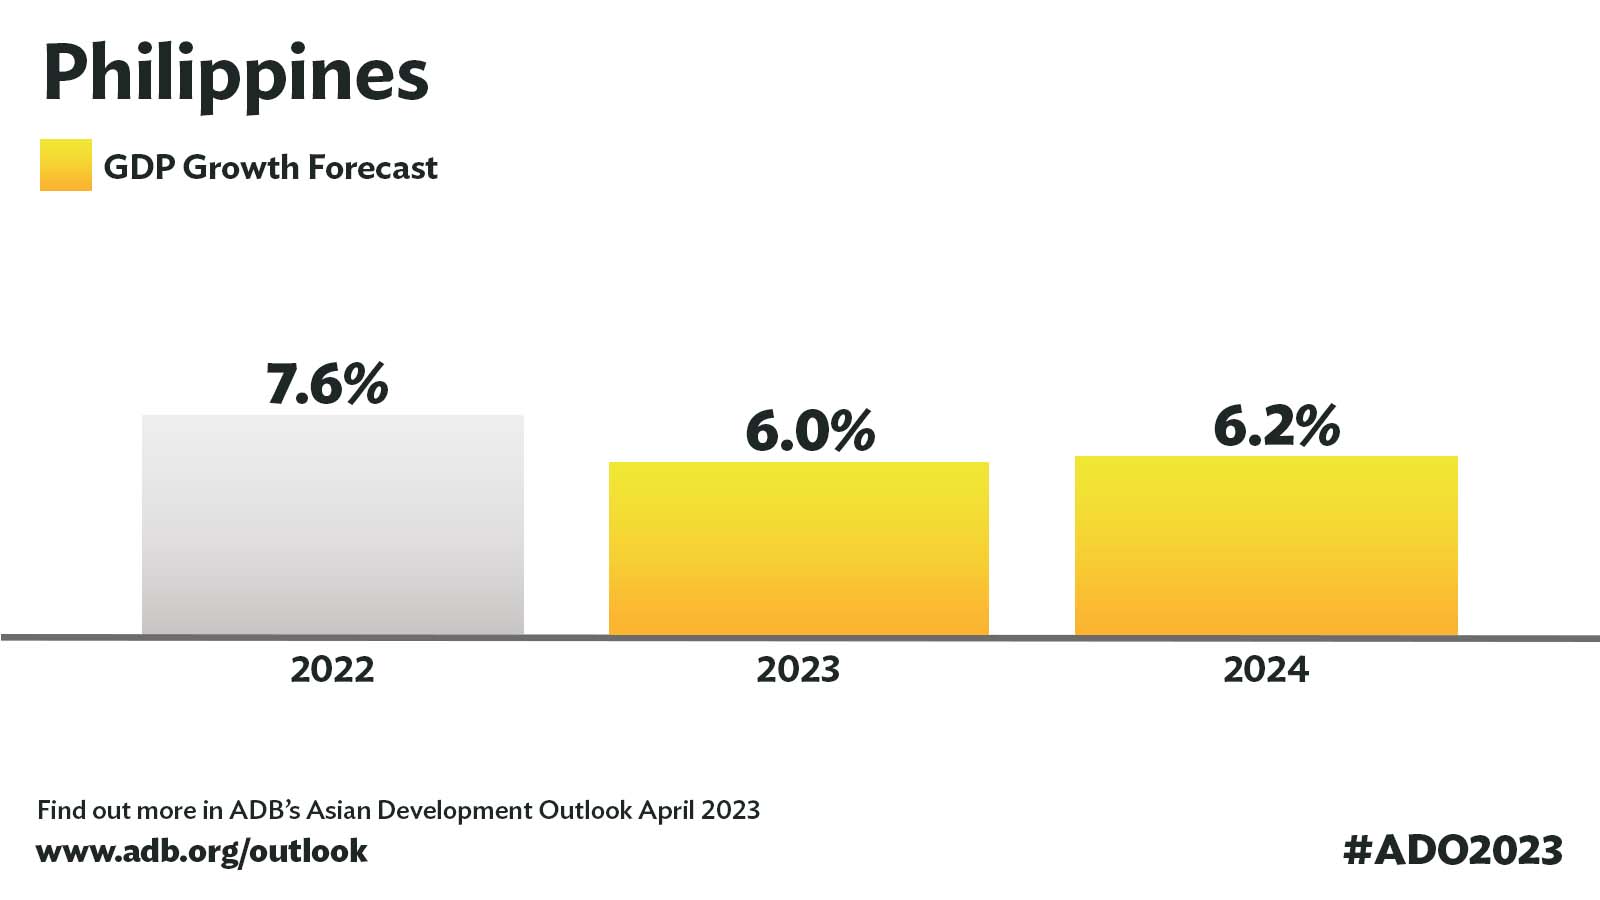 Philippines
GDP Growth Forecast
7.6%
6.0%
6.2%
2022
2023
2024
Find out more in ADB’s Asian Development Outlook April 2023
www.adb.org/outlook
#ADO2023